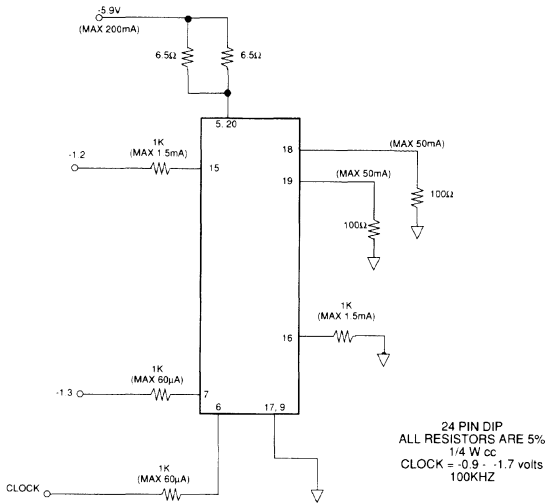 -5.9V
(MAX 200mA)
6.5Ω
6.5Ω
5, 20
1K
(MAX 1.5mA)
-1.2
15
18
(MAX 50mA)
19
(MAX 50mA)
100Ω
100Ω
1K
(MAX 1.5mA)
16
1K
(MAX 60µA)
-1.3
7
6
17, 9
1K
(MAX 60µA)
CLOCK
24 PIN DIP
ALL RESISTORS ARE 5%
1/4 W cc
CLOCK = -0.9 - -1.7 volts
100KHZ